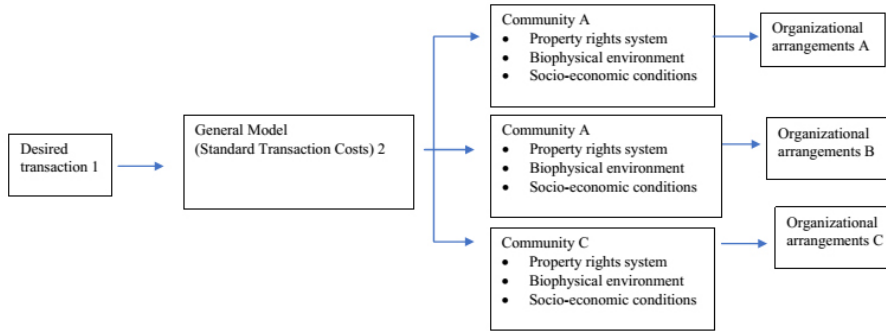 Desired
transaction 1
General Model
(Standard Transaction Costs) 2
Community A
• Property rights system
• Biophysical environment
• Socio-economic conditions
Organizational
arrangements A
Community A
• Property rights system
• Biophysical environment
• Socio-economic conditions
Organizational
arrangements B
Community C
• Property rights system
• Biophysical environment
• Socio-economic conditions
Organizational
arrangements C